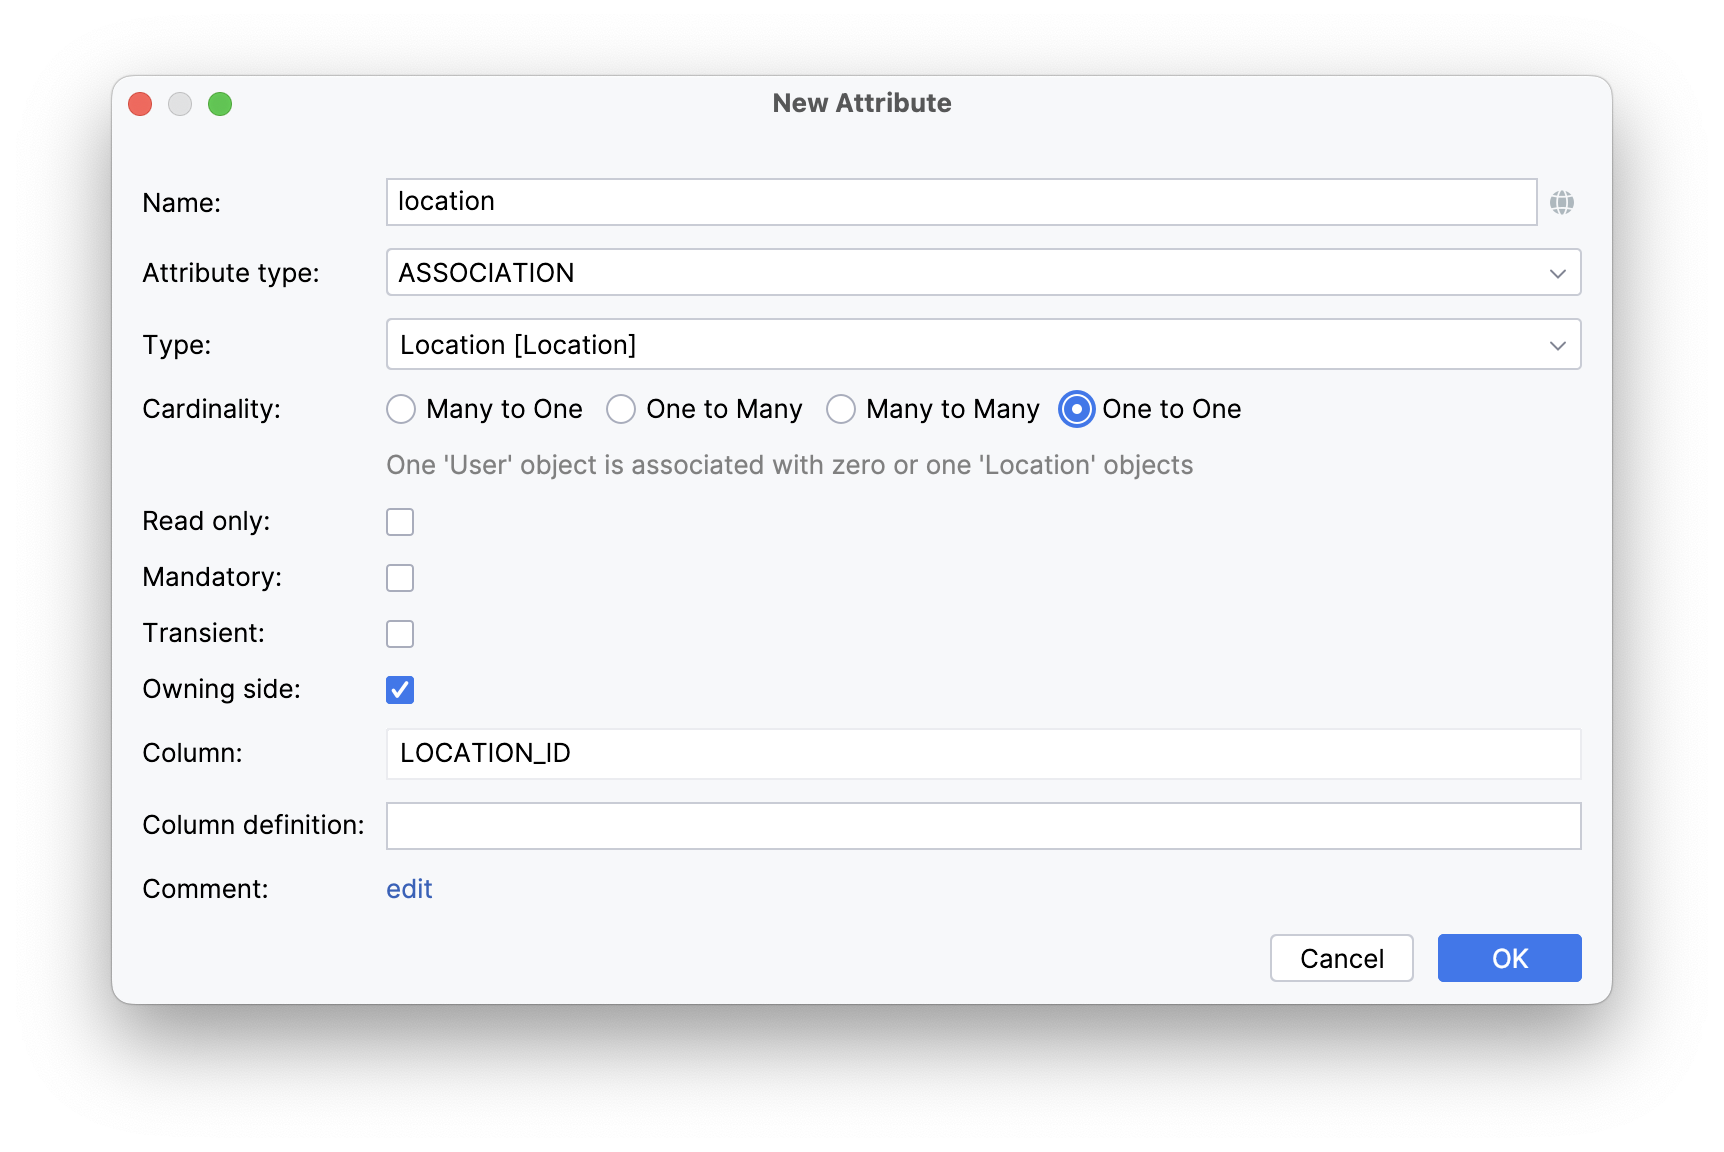 New Attribute
Name: location
Attribute type: ASSOCIATION
Type: Location [Location]
Cardinality: Many to One One to Many Many to Many One to One
One 'User' object is associated with zero or one 'Location' objects
Read only:
Mandatory:
Transient:
Owning side:
Column: LOCATION_ID
Column definition:
Comment: edit
Cancel OK